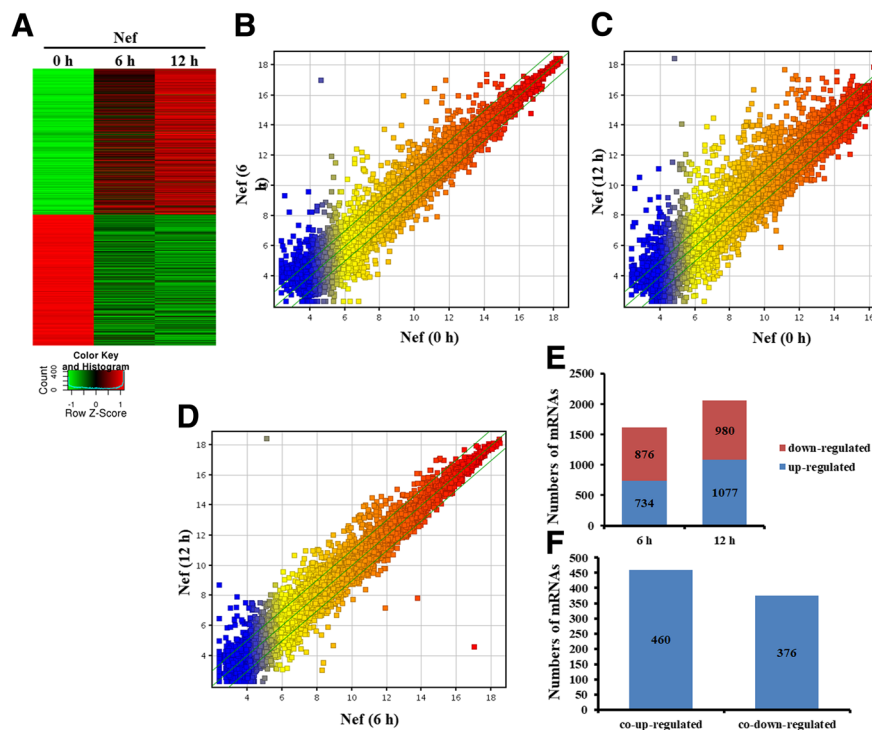 A
Nef
0 h 6 h 12 h
Color Key
and Histogram
Count
0 400
-1 0 1
Row Z-Score
B
Nef (6 h)
18
16
14
12
10
8
6
4
4 6 8 10 12 14 16 18
Nef (0 h)
C
Nef (12 h)
18
16
14
12
10
8
6
4
4 6 8 10 12 14 16
Nef (0 h)
D
Nef (12 h)
18
16
14
12
10
8
6
4
4 6 8 10 12 14 16 18
Nef (6 h)
E
Numbers of mRNAs
2500
2000
1500
1000
500
0
876
734
980
1077
6 h 12 h
down-regulated
up-regulated
F
Numbers of mRNAs
500
450
400
350
300
250
200
150
100
50
0
460
376
co-up-regulated co-down-regulated